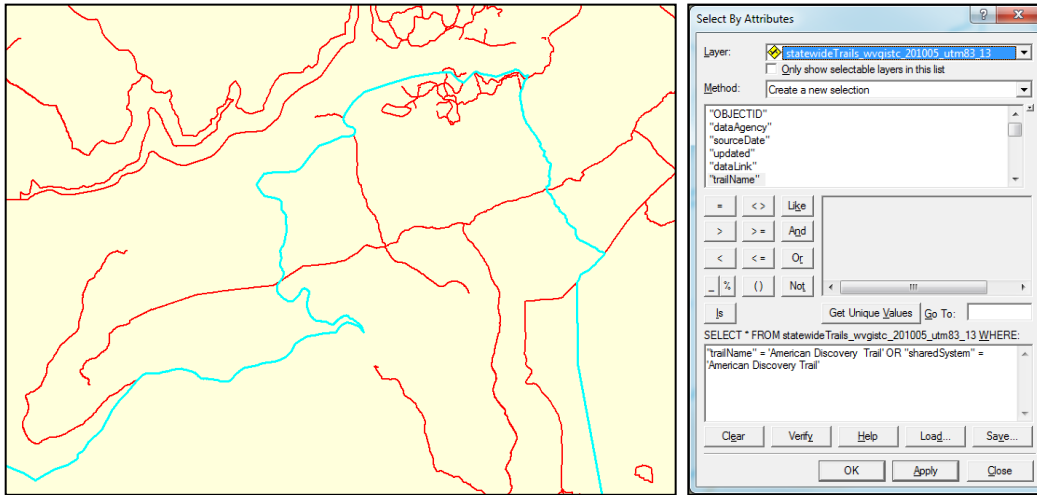 Select By Attributes
Layer: statewideTrails_wvgistc_201005_utm83_13
Only show selectable layers in this list
Method: Create a new selection
"OBJECTID"
"dataAgency"
"sourceDate"
"updated"
"dataLink"
"trailName"
= < > Like
> > = And
< < = Or
_ % ( ) Not
Is Get Unique Values Go To:
SELECT * FROM statewideTrails_wvgistc_201005_utm83_13 WHERE:
"trailName" = 'American Discovery  Trail' OR "sharedSystem" =
'American Discovery Trail'
Clear Verify Help Load... Save...
OK Apply Close